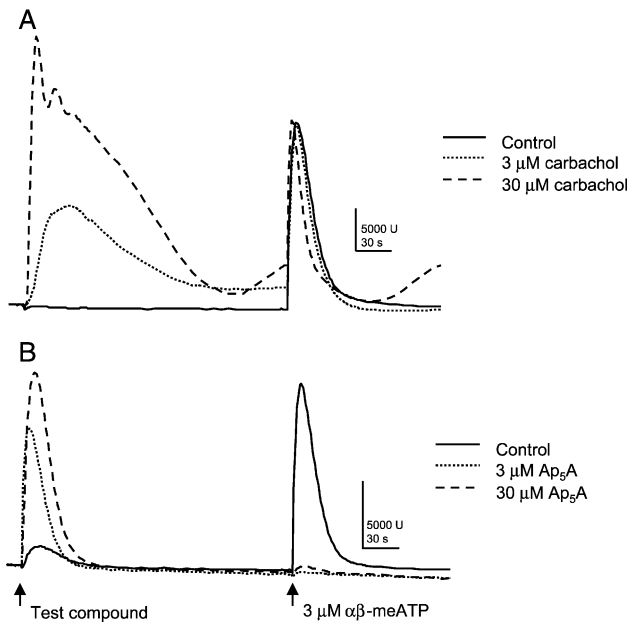 A
Control
3 μM carbachol
30 μM carbachol
5000 U
30 s
B
Control
3 μM Ap₅A
30 μM Ap₅A
5000 U
30 s
Test compound
3 μM αβ-meATP